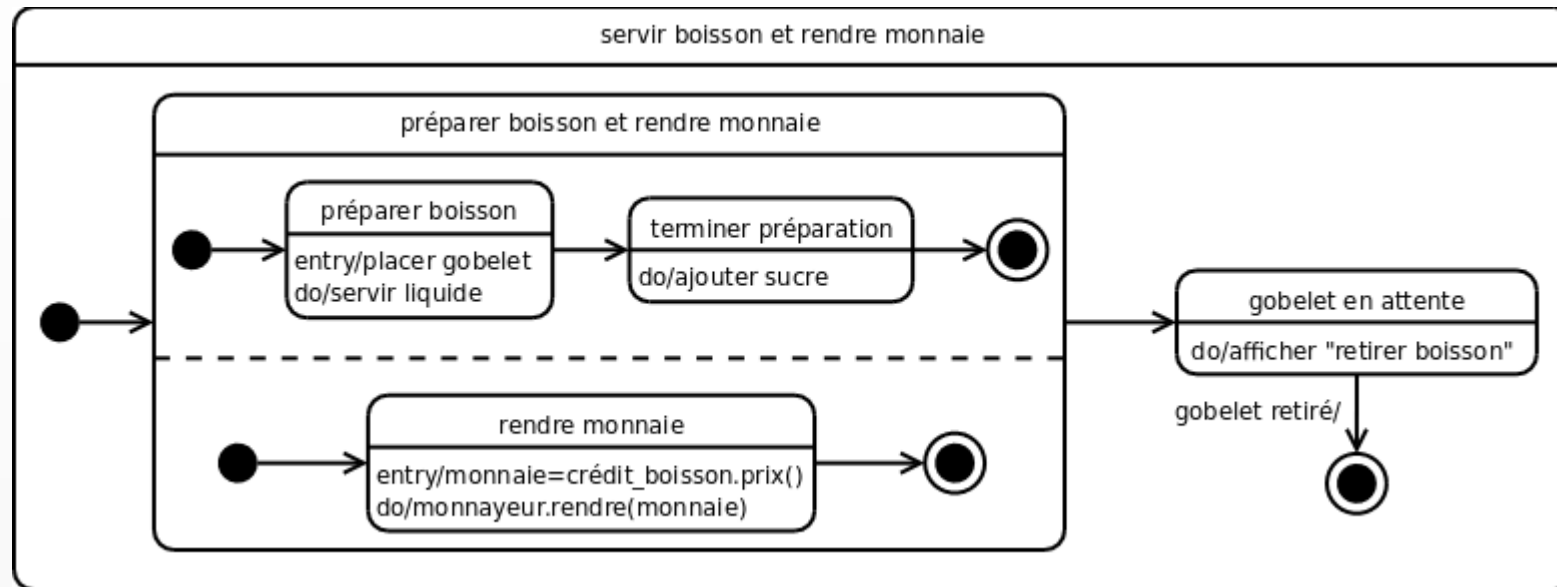 servir boisson et rendre monnaie
préparer boisson et rendre monnaie
préparer boisson
entry/placer gobelet
do/servir liquide
terminer préparation
do/ajouter sucre
rendre monnaie
entry/monnaie=crédit_boisson.prix()
do/monnayeur.rendre(monnaie)
gobelet en attente
do/afficher "retirer boisson"
gobelet retiré/